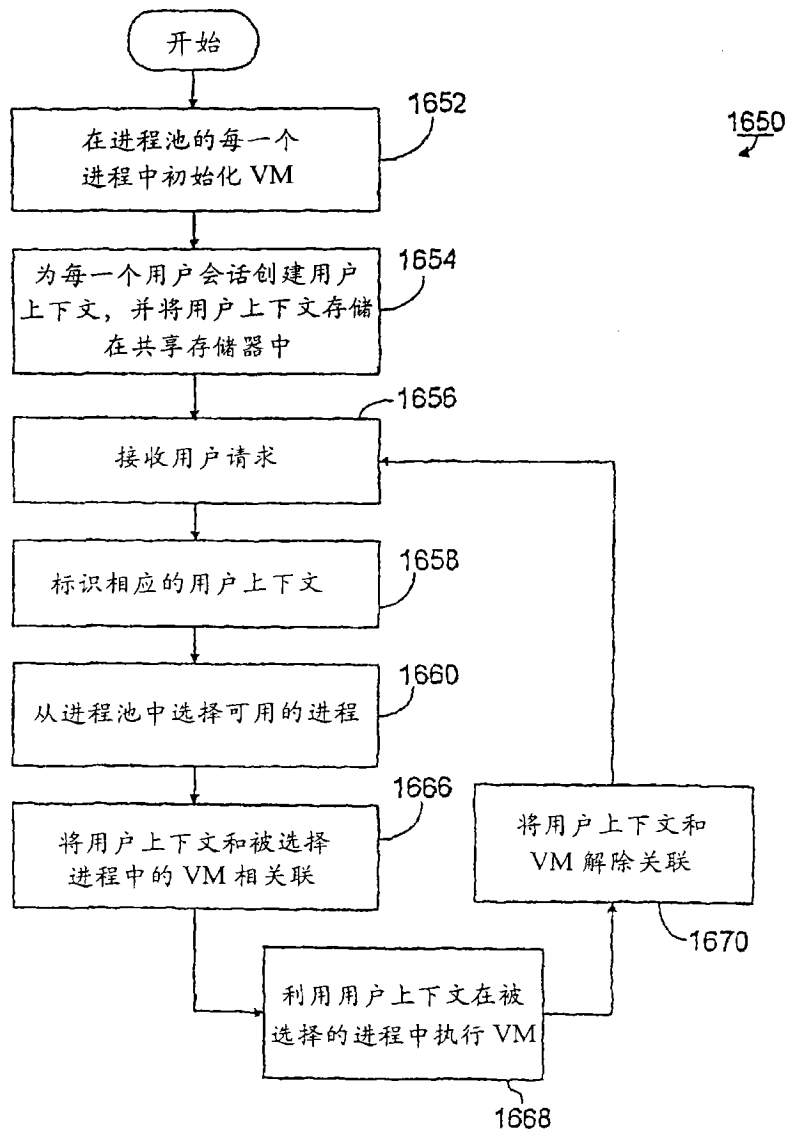 开始
1652
1650
在进程池的每一个
进程中初始化 VM
1654
为每一个用户会话创建用户
上下文，并将用户上下文存储
在共享存储器中
1656
接收用户请求
1658
标识相应的用户上下文
1660
从进程池中选择可用的进程
1666
将用户上下文和被选择
进程中的 VM 相关联
将用户上下文和
VM 解除关联
1670
利用用户上下文在被
选择的进程中执行 VM
1668